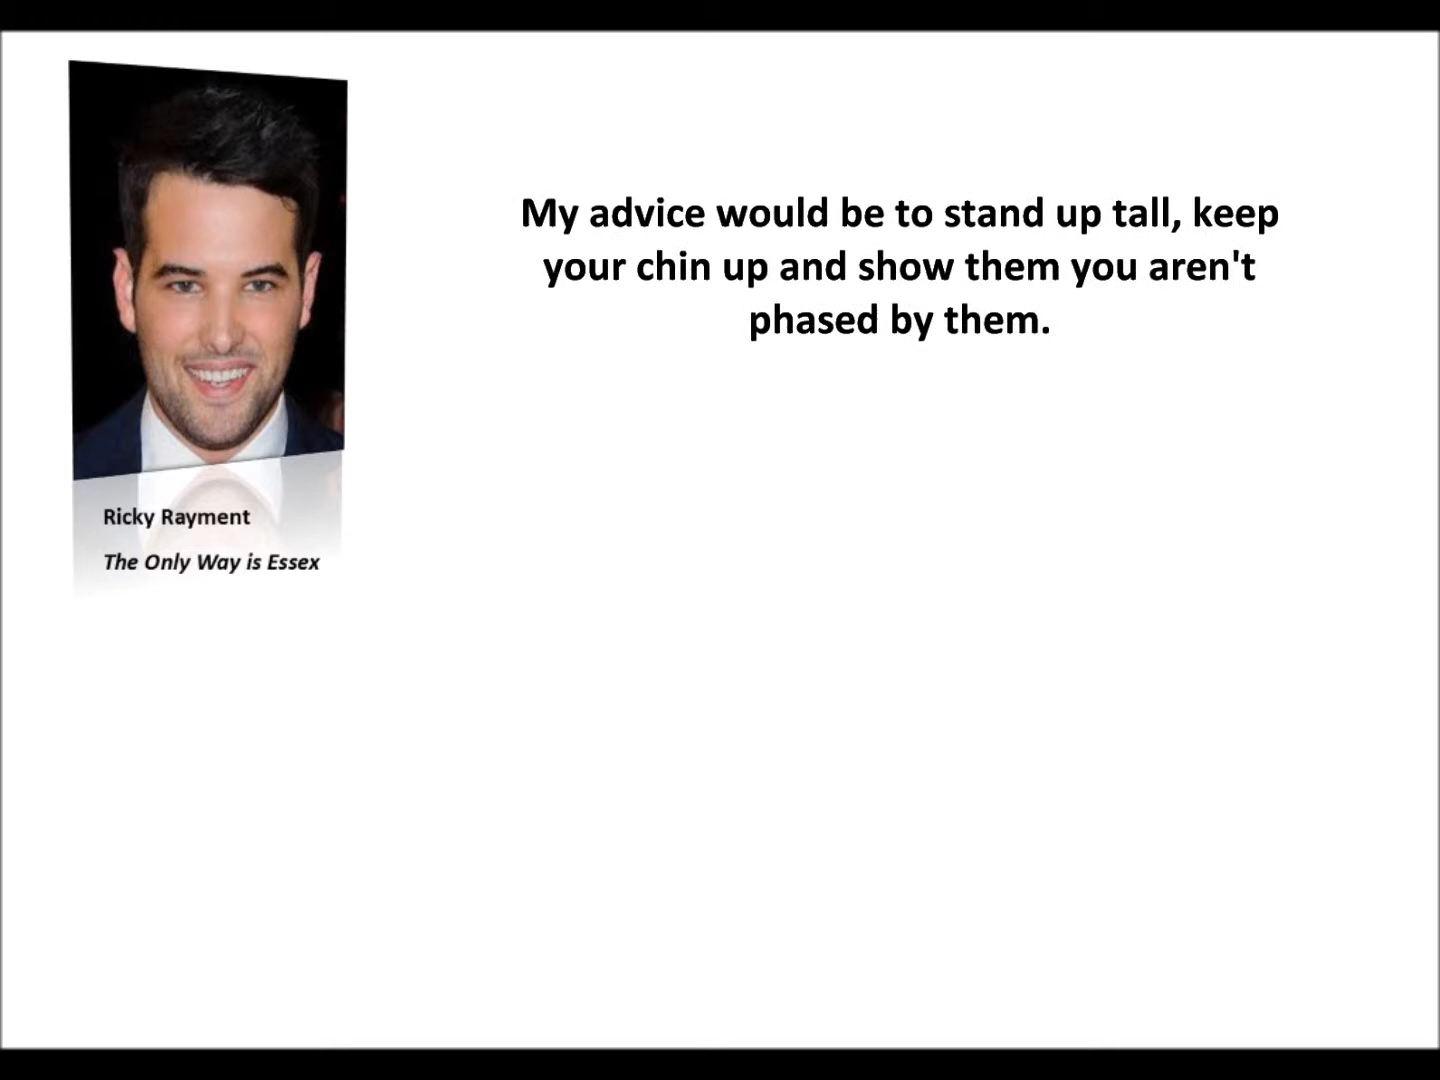 My advice would be to stand up tall, keep
your chin up and show them you aren't
phased by them.
Ricky Rayment
The Only Way is Essex